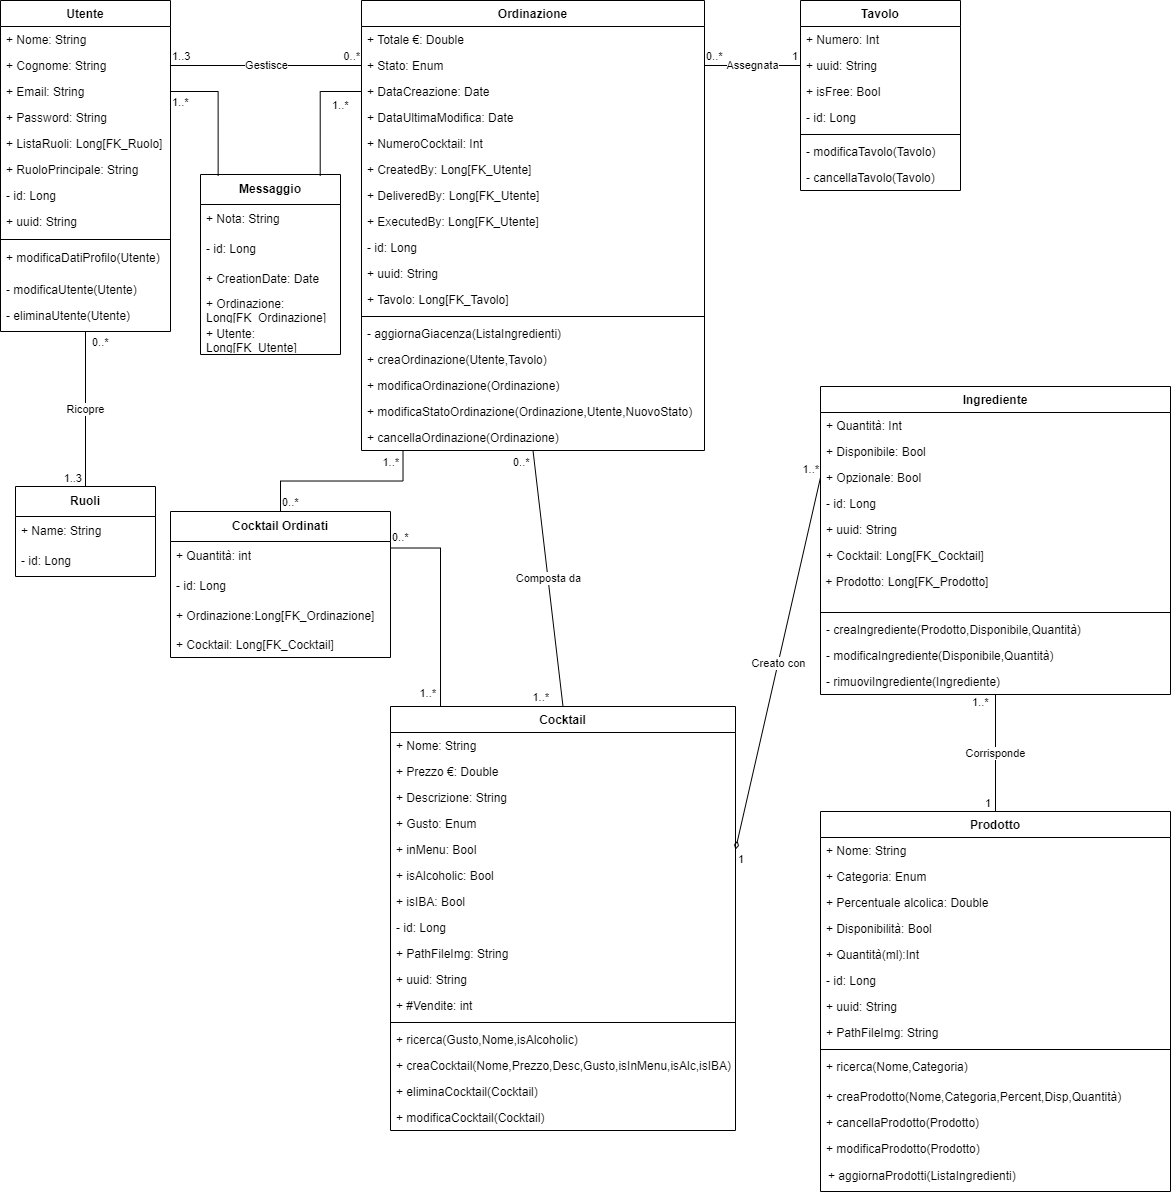 Utente
+ Nome: String
+ Cognome: String
+ Email: String
+ Password: String
+ ListaRuoli: Long[FK_Ruolo]
+ RuoloPrincipale: String
- id: Long
+ uuid: String
+ modificaDatiProfilo(Utente)
- modificaUtente(Utente)
- eliminaUtente(Utente)
1..3
Gestisce
0..*
1..*
1..*
Messaggio
+ Nota: String
- id: Long
+ CreationDate: Date
+ Ordinazione:
Long[FK_Ordinazione]
+ Utente:
Long[FK_Utente]
Ordinazione
+ Totale €: Double
+ Stato: Enum
+ DataCreazione: Date
+ DataUltimaModifica: Date
+ NumeroCocktail: Int
+ CreatedBy: Long[FK_Utente]
+ DeliveredBy: Long[FK_Utente]
+ ExecutedBy: Long[FK_Utente]
- id: Long
+ uuid: String
+ Tavolo: Long[FK_Tavolo]
- aggiornaGiacenza(ListaIngredienti)
+ creaOrdinazione(Utente,Tavolo)
+ modificaOrdinazione(Ordinazione)
+ modificaStatoOrdinazione(Ordinazione,Utente,NuovoStato)
+ cancellaOrdinazione(Ordinazione)
0..*
Assegnata
1
Tavolo
+ Numero: Int
+ uuid: String
+ isFree: Bool
- id: Long
- modificaTavolo(Tavolo)
- cancellaTavolo(Tavolo)
0..*
Ricopre
1..3
Ruoli
+ Name: String
- id: Long
1..*
0..*
Cocktail Ordinati
+ Quantità: int
- id: Long
+ Ordinazione:Long[FK_Ordinazione]
+ Cocktail: Long[FK_Cocktail]
0..*
1..*
0..*
Composta da
1..*
Cocktail
+ Nome: String
+ Prezzo €: Double
+ Descrizione: String
+ Gusto: Enum
+ inMenu: Bool
+ isAlcoholic: Bool
+ isIBA: Bool
- id: Long
+ PathFileImg: String
+ uuid: String
+ #Vendite: int
+ ricerca(Gusto,Nome,isAlcoholic)
+ creaCocktail(Nome,Prezzo,Desc,Gusto,isInMenu,isAlc,isIBA)
+ eliminaCocktail(Cocktail)
+ modificaCocktail(Cocktail)
1..*
Creato con
1
Ingrediente
+ Quantità: Int
+ Disponibile: Bool
+ Opzionale: Bool
- id: Long
+ uuid: String
+ Cocktail: Long[FK_Cocktail]
+ Prodotto: Long[FK_Prodotto]
- creaIngrediente(Prodotto,Disponibile,Quantità)
- modificaIngrediente(Disponibile,Quantità)
- rimuoviIngrediente(Ingrediente)
1..*
Corrisponde
1
Prodotto
+ Nome: String
+ Categoria: Enum
+ Percentuale alcolica: Double
+ Disponibilità: Bool
+ Quantità(ml):Int
- id: Long
+ uuid: String
+ PathFileImg: String
+ ricerca(Nome,Categoria)
+ creaProdotto(Nome,Categoria,Percent,Disp,Quantità)
+ cancellaProdotto(Prodotto)
+ modificaProdotto(Prodotto)
+ aggiornaProdotti(ListaIngredienti)